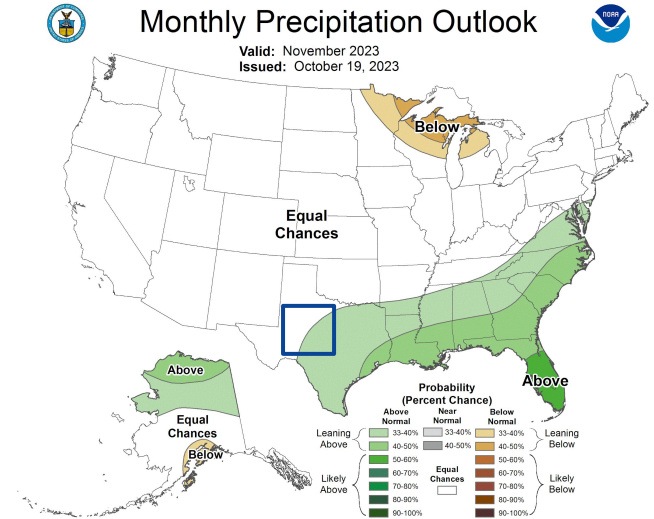 Monthly Precipitation Outlook
Valid: November 2023
Issued: October 19, 2023
NOAA
Below
Equal
Chances
Above
Equal
Chances
Below
Above
Probability
(Percent Chance)
Above
Normal
Near
Normal
Below
Normal
Leaning
Above
33-40%
40-50%
50-60%
60-70%
70-80%
80-90%
90-100%
Likely
Above
33-40%
40-50%
Equal
Chances
33-40%
40-50%
50-60%
60-70%
70-80%
80-90%
90-100%
Leaning
Below
Likely
Below